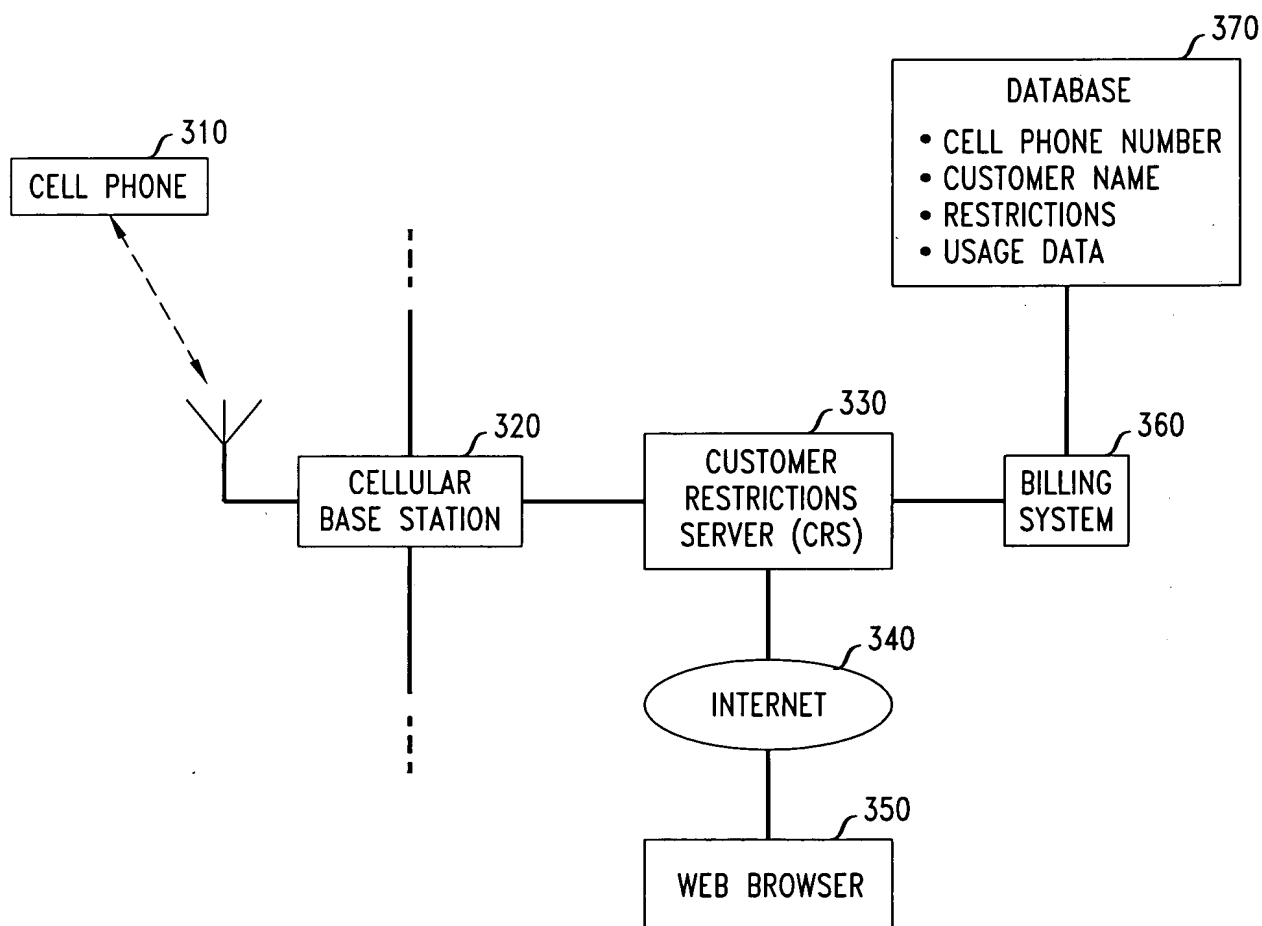 370
DATABASE
• CELL PHONE NUMBER
• CUSTOMER NAME
• RESTRICTIONS
• USAGE DATA
310
CELL PHONE
320
CELLULAR
BASE STATION
330
CUSTOMER
RESTRICTIONS
SERVER (CRS)
360
BILLING
SYSTEM
340
INTERNET
350
WEB BROWSER